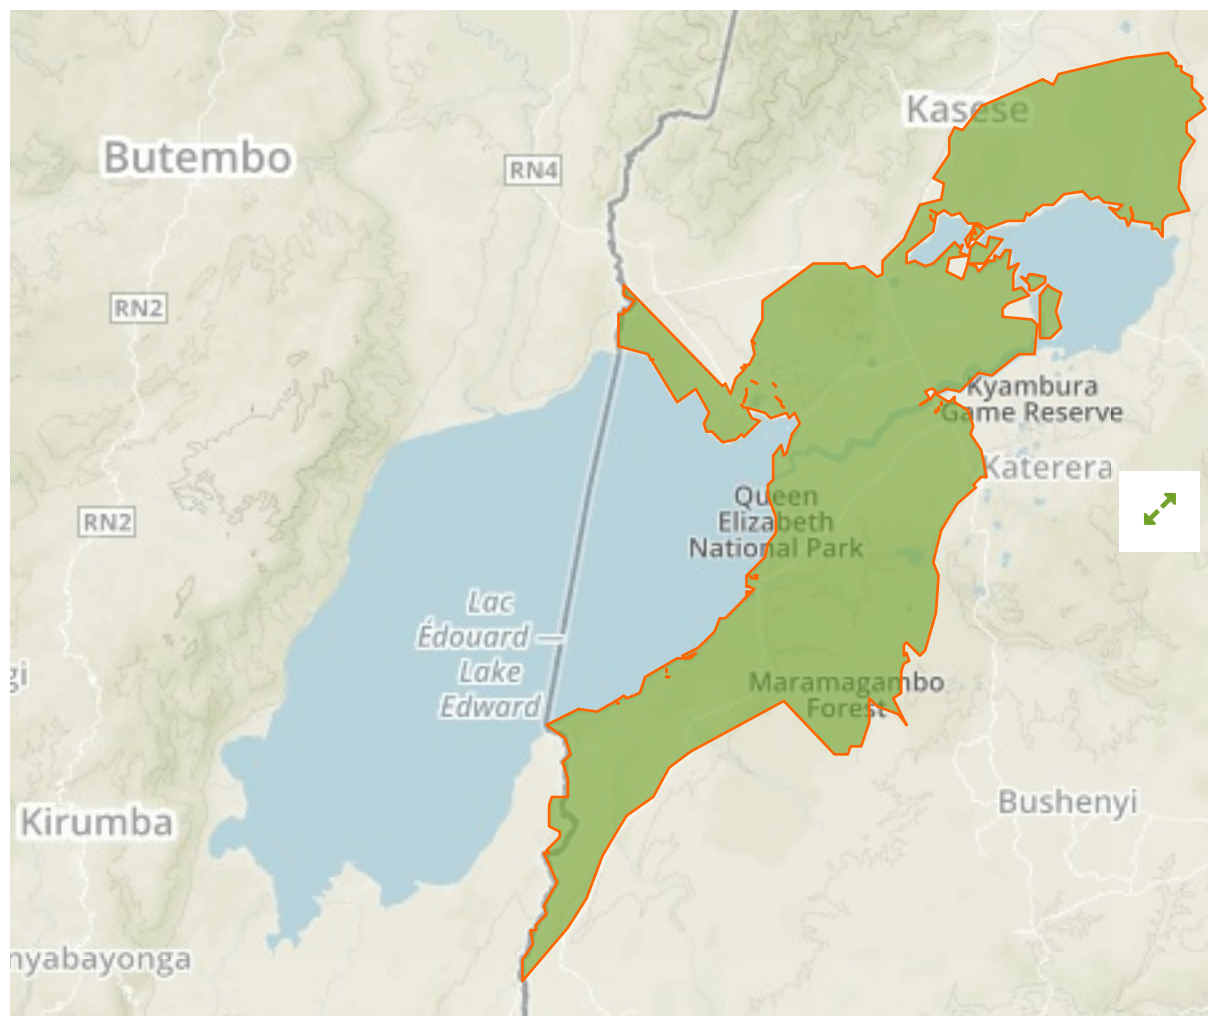 Kasese
Butembo
RN4
RN2
Kyambura
Game Reserve
Katerera
Queen
Elizabeth
National Park
RN2
Lac
Édouard
Lake
Edward
gi
Maramagambo
Forest
Bushenyi
Kirumba
nyabayonga